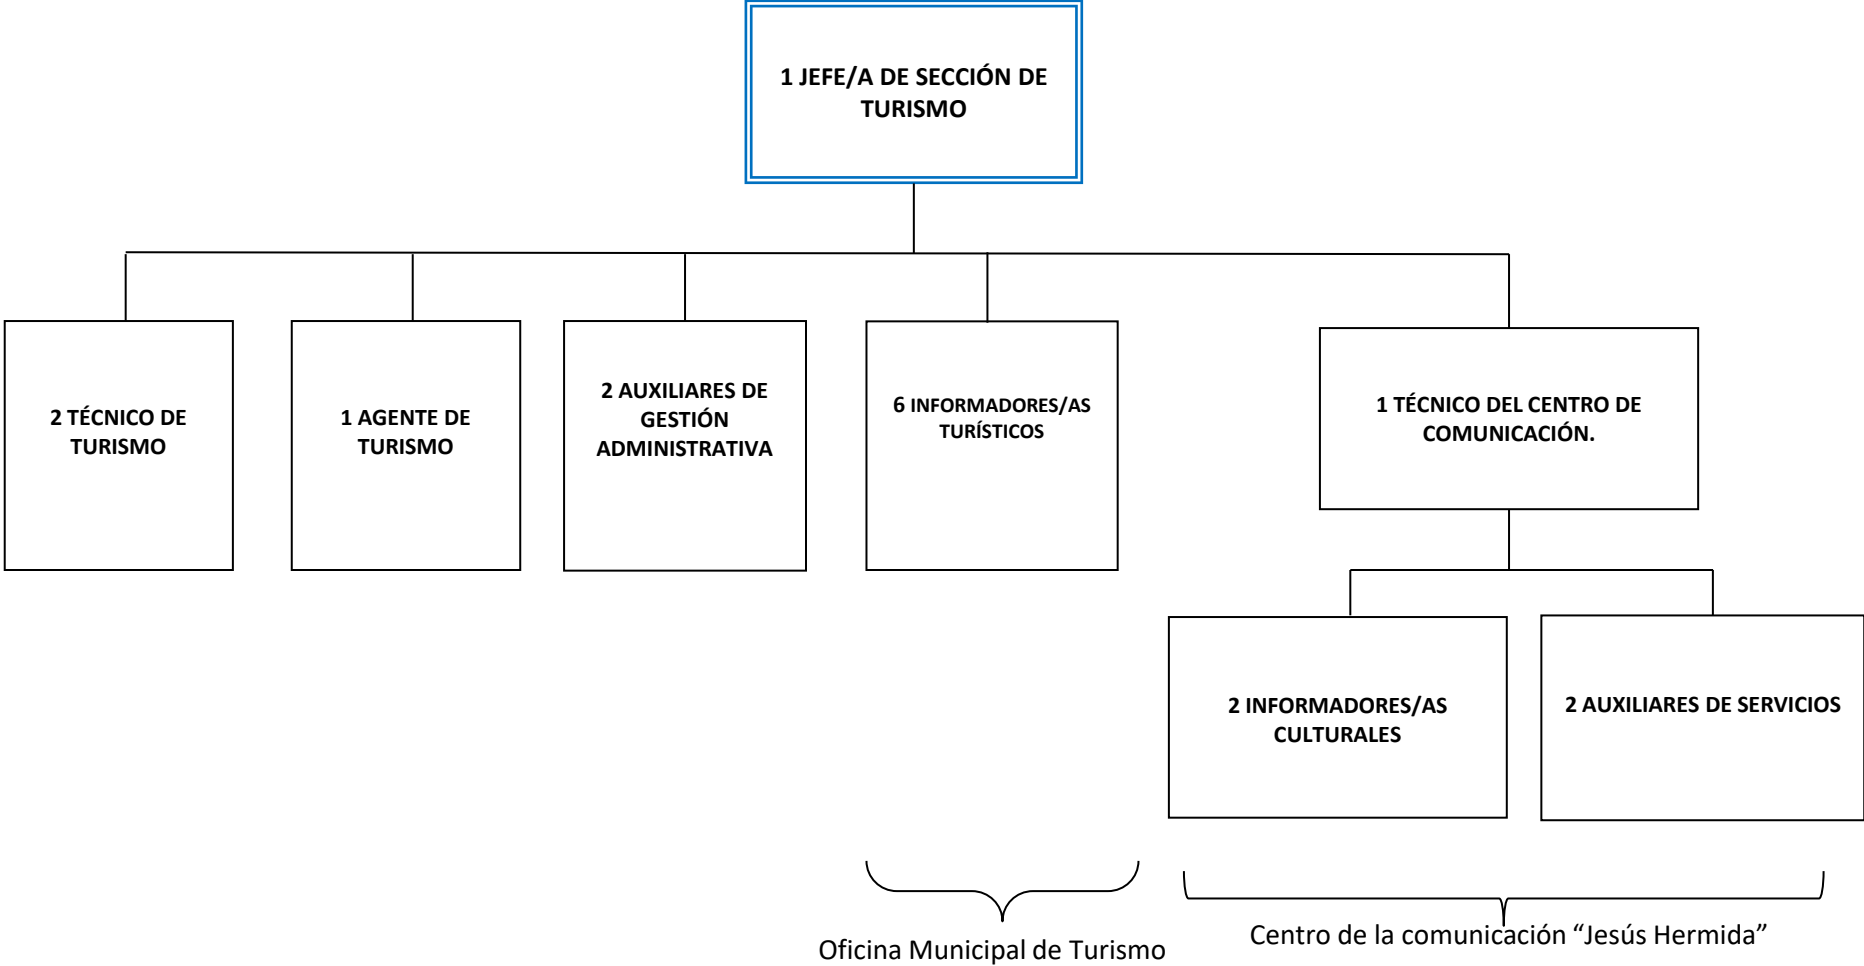 1 JEFE/A DE SECCIÓN DE
TURISMO
2 TÉCNICO DE
TURISMO
1 AGENTE DE
TURISMO
2 AUXILIARES DE
GESTIÓN
ADMINISTRATIVA
6 INFORMADORES/AS
TURÍSTICOS
1 TÉCNICO DEL CENTRO DE
COMUNICACIÓN.
2 INFORMADORES/AS
CULTURALES
2 AUXILIARES DE SERVICIOS
Oficina Municipal de Turismo
Centro de la comunicación “Jesús Hermida”